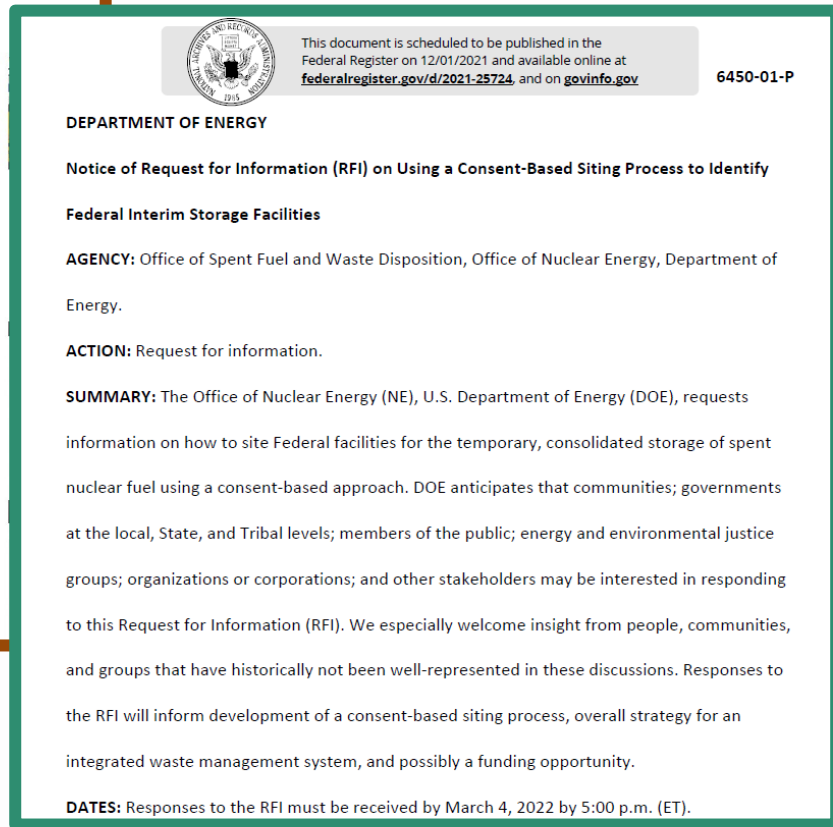 This document is scheduled to be published in the
Federal Register on 12/01/2021 and available online at
federalregister.gov/d/2021-25724, and on govinfo.gov
6450-01-P
DEPARTMENT OF ENERGY
Notice of Request for Information (RFI) on Using a Consent-Based Siting Process to Identify
Federal Interim Storage Facilities
AGENCY: Office of Spent Fuel and Waste Disposition, Office of Nuclear Energy, Department of
Energy.
ACTION: Request for information.
SUMMARY: The Office of Nuclear Energy (NE), U.S. Department of Energy (DOE), requests
information on how to site Federal facilities for the temporary, consolidated storage of spent
nuclear fuel using a consent-based approach. DOE anticipates that communities; governments
at the local, State, and Tribal levels; members of the public; energy and environmental justice
groups; organizations or corporations; and other stakeholders may be interested in responding
to this Request for Information (RFI). We especially welcome insight from people, communities,
and groups that have historically not been well-represented in these discussions. Responses to
the RFI will inform development of a consent-based siting process, overall strategy for an
integrated waste management system, and possibly a funding opportunity.
DATES: Responses to the RFI must be received by March 4, 2022 by 5:00 p.m. (ET).